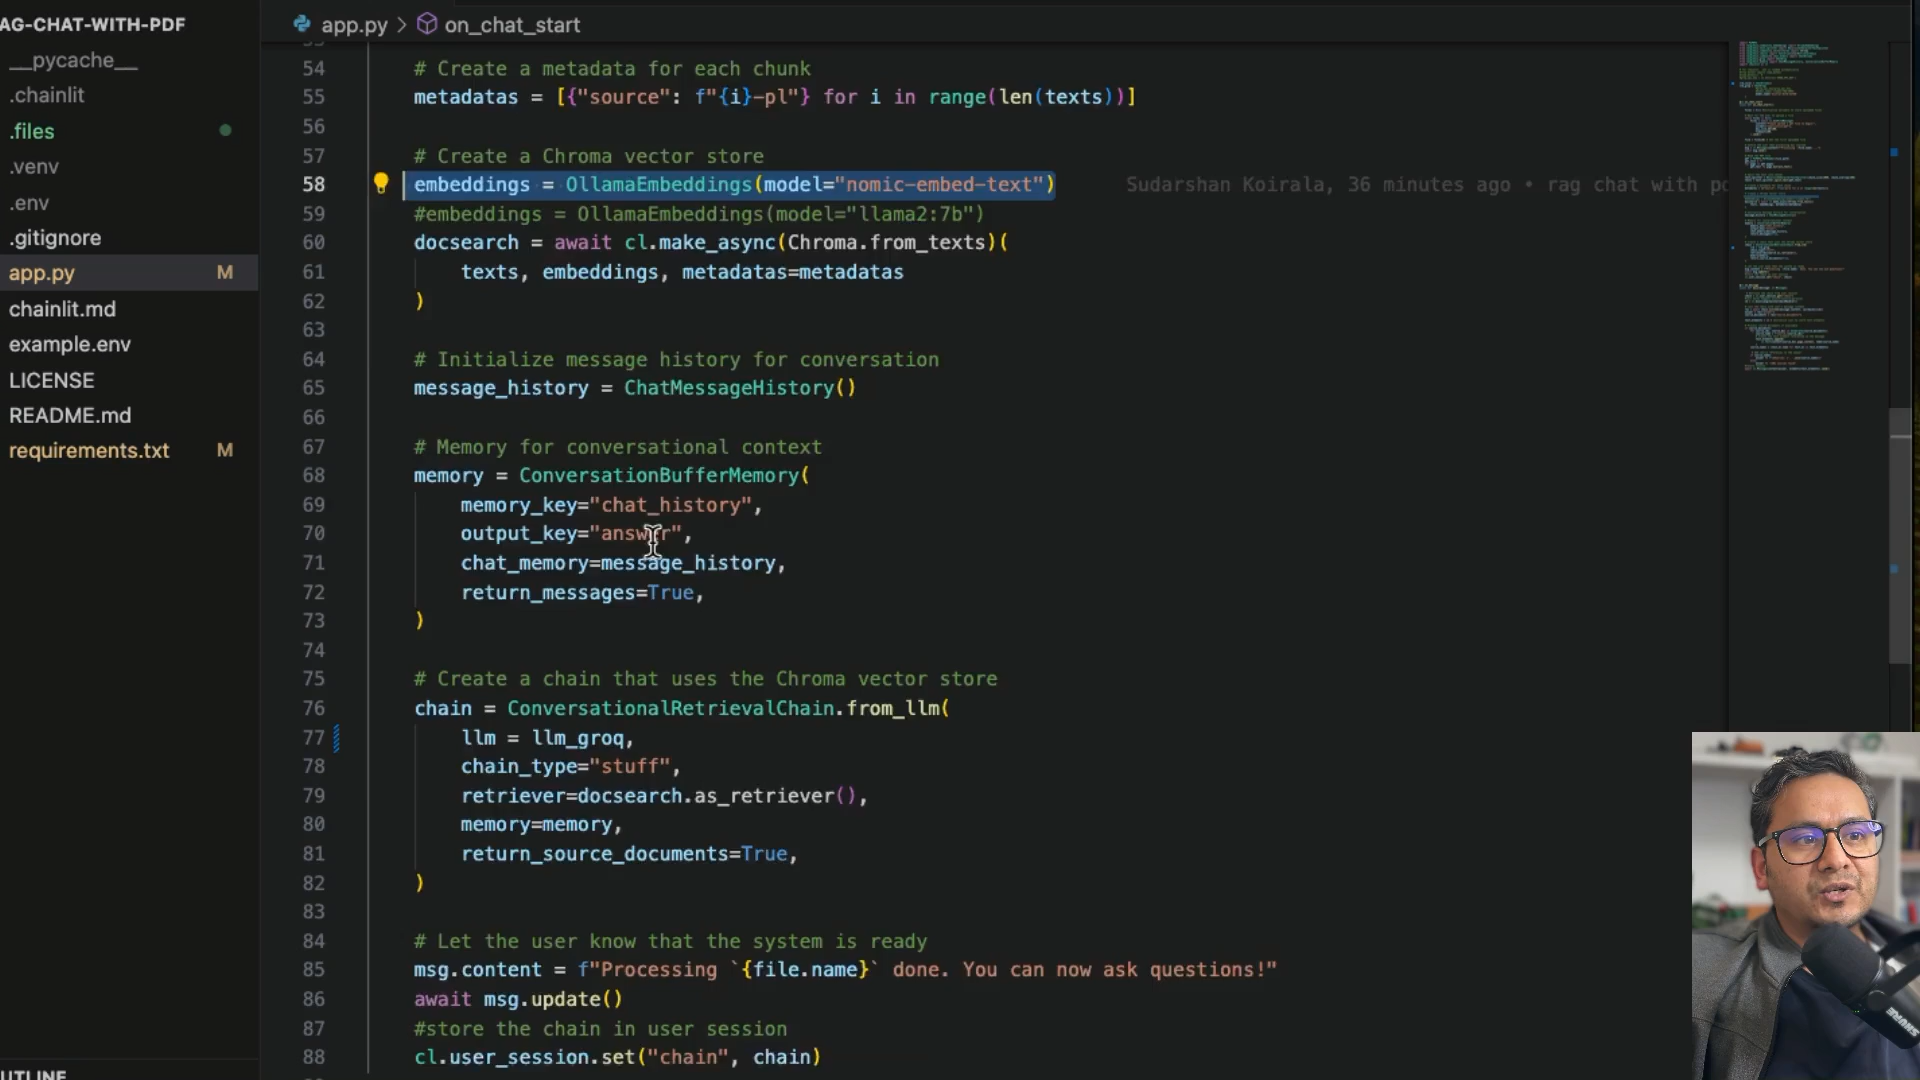 AG-CHAT-WITH-PDF
__pycache__
.chainlit
.files
.venv
.env
.gitignore
app.py M
chainlit.md
example.env
LICENSE
README.md
requirements.txt M
UTLINE
app.py > on_chat_start
54 # Create a metadata for each chunk
55 metadatas = [{"source": f"{i}-pl"} for i in range(len(texts))]
56
57 # Create a Chroma vector store
58 embeddings = OllamaEmbeddings(model="nomic-embed-text") Sudarshan Koirala, 36 minutes ago • rag chat with
59 #embeddings = OllamaEmbeddings(model="llama2:7b")
60 docsearch = await cl.make_async(Chroma.from_texts)(
61 texts, embeddings, metadatas=metadatas
62 )
63
64 # Initialize message history for conversation
65 message_history = ChatMessageHistory()
66
67 # Memory for conversational context
68 memory = ConversationBufferMemory(
69 memory_key="chat_history",
70 output_key="answer",
71 chat_memory=message_history,
72 return_messages=True,
73 )
74
75 # Create a chain that uses the Chroma vector store
76 chain = ConversationalRetrievalChain.from_llm(
77 llm = llm_groq,
78 chain_type="stuff",
79 retriever=docsearch.as_retriever(),
80 memory=memory,
81 return_source_documents=True,
82 )
83
84 # Let the user know that the system is ready
85 msg.content = f"Processing `{file.name}` done. You can now ask questions!"
86 await msg.update()
87 #store the chain in user session
88 cl.user_session.set("chain", chain)
SHURE